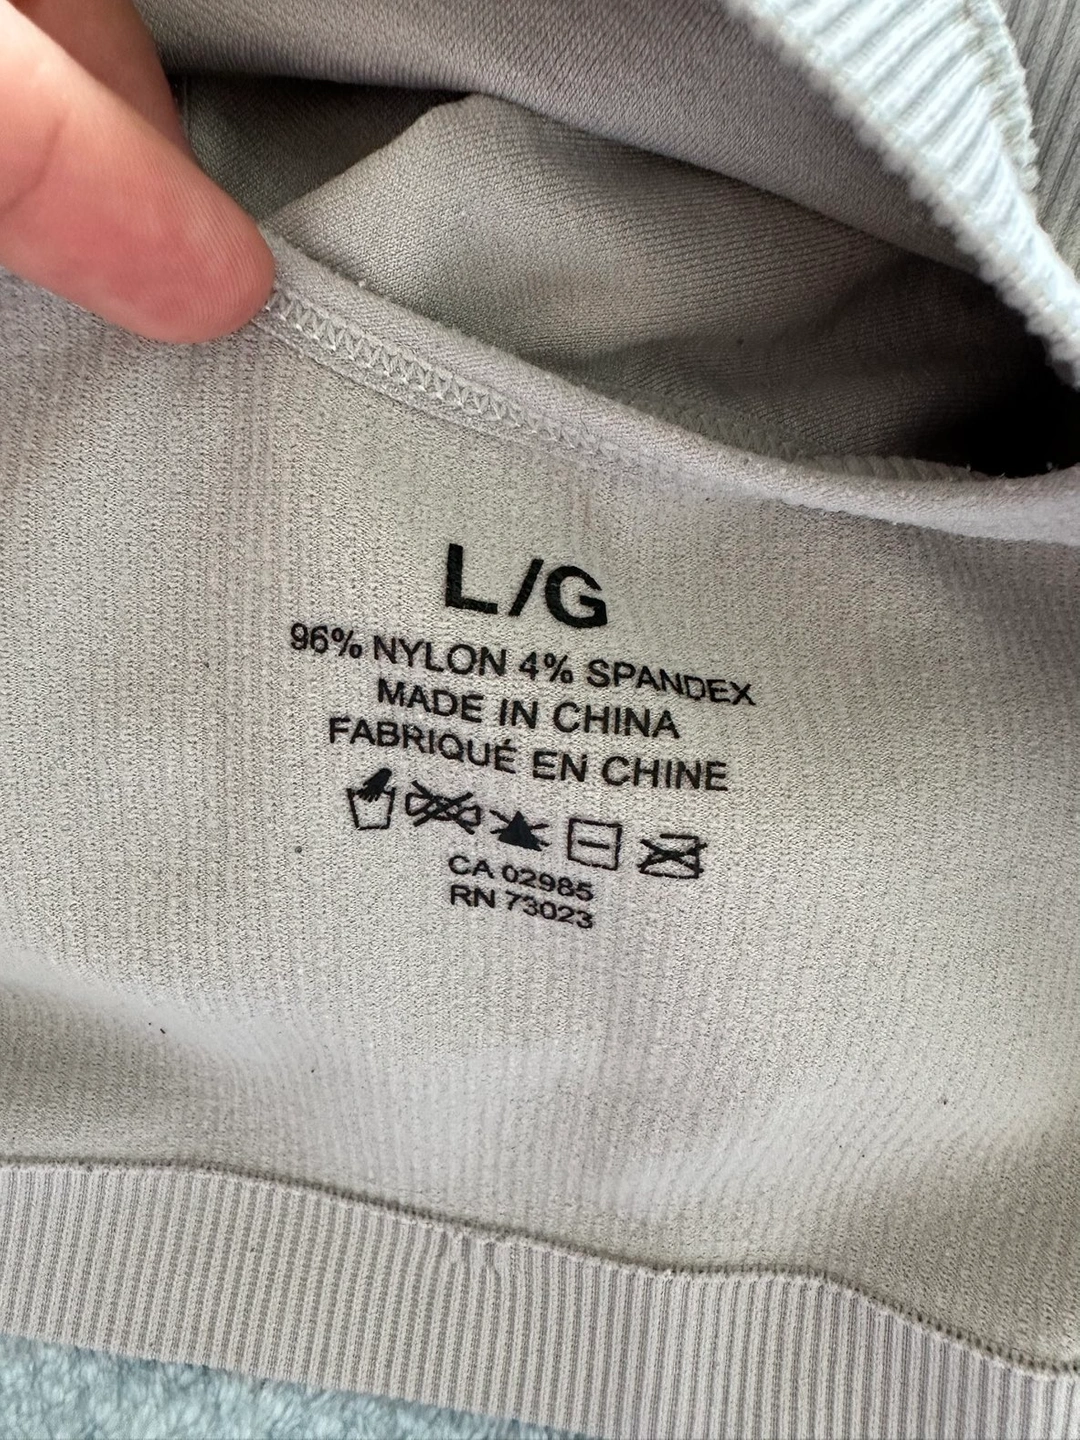 L/G
96% NYLON 4% SPANDEX
MADE IN CHINA
FABRIQUÉ EN CHINE
CA 02985
RN 73023